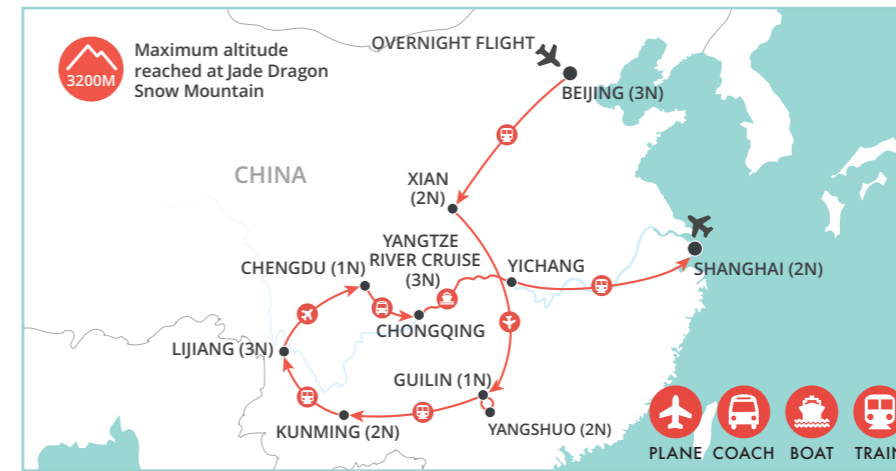 Maximum altitude
reached at Jade Dragon
Snow Mountain
3200M
OVERNIGHT FLIGHT
BEIJING (3N)
CHINA
XIAN
(2N)
YANGTZE
RIVER CRUISE
(3N)
CHENGDU (1N)
YICHANG
SHANGHAI (2N)
CHONGQING
LIJIANG (3N)
GUILIN (1N)
KUNMING (2N)
YANGSHUO (2N)
PLANE COACH BOAT TRAIN